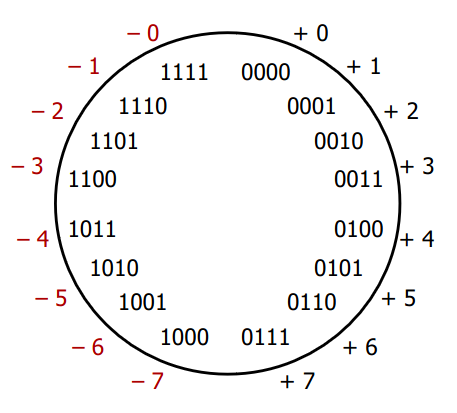 – 0 + 0
– 1 1111 0000 + 1
– 2 1110 0001 + 2
1101 0010
– 3 1100 0011 + 3
– 4 1011 0100 + 4
1010 0101
– 5 1001 0110 + 5
– 6 1000 0111 + 6
– 7 + 7